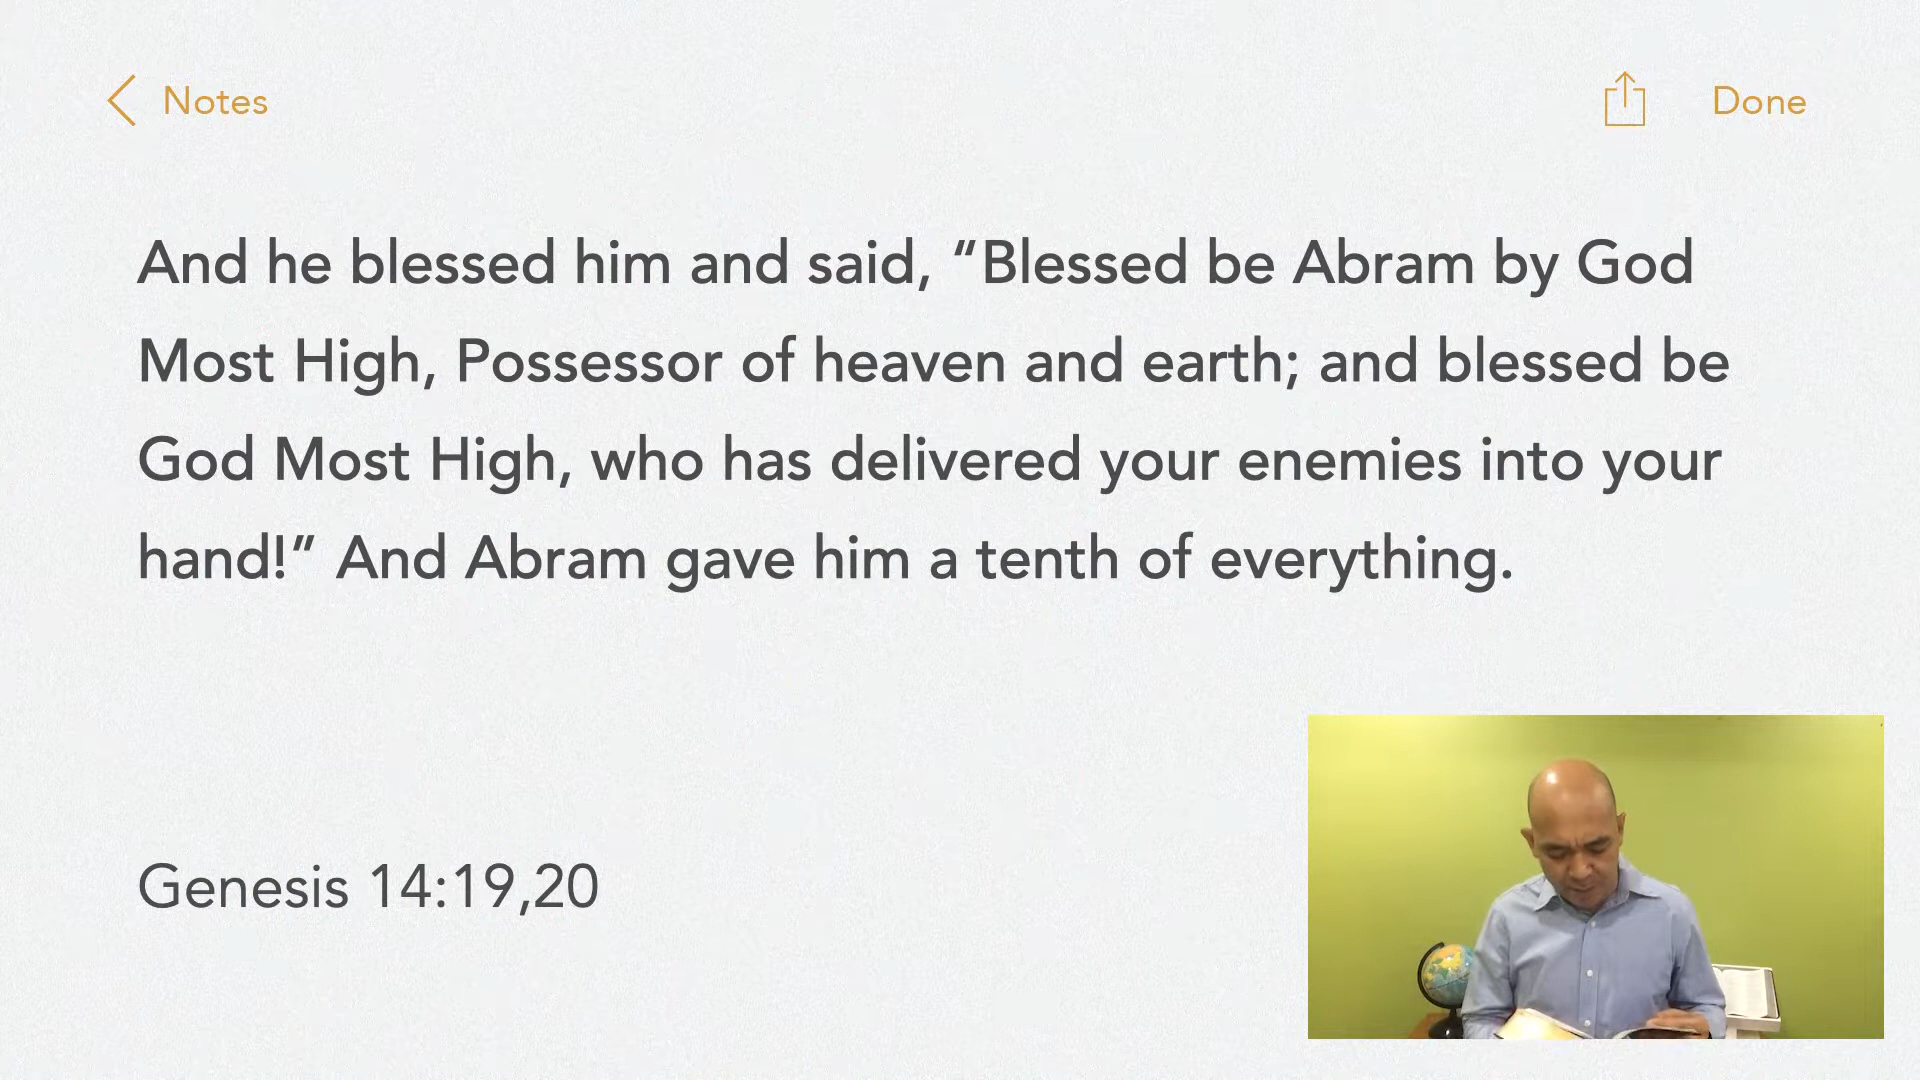 Notes
Done
And he blessed him and said, “Blessed be Abram by God
Most High, Possessor of heaven and earth; and blessed be
God Most High, who has delivered your enemies into your
hand!” And Abram gave him a tenth of everything.
Genesis 14:19,20